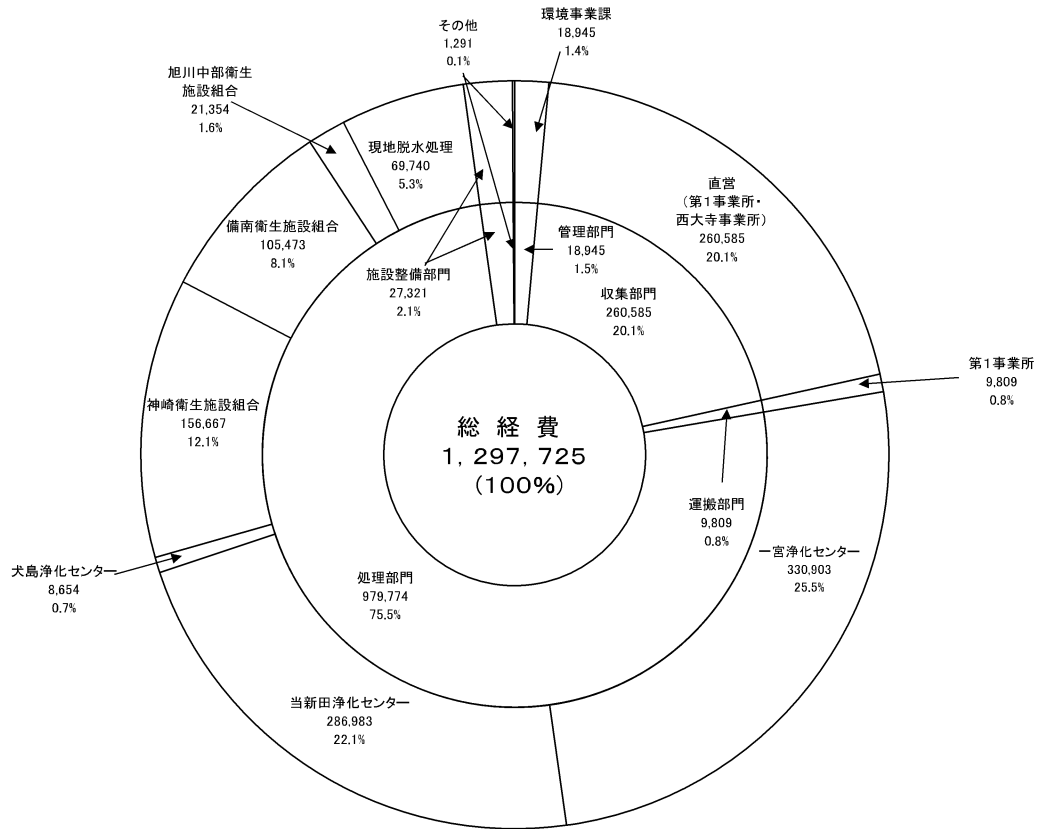 その他
1,291
0.1%
環境事業課
18,945
1.4%
旭川中部衛生
施設組合
21,354
1.6%
現地脱水処理
69,740
5.3%
直営
（第１事業所・
西大寺事業所）
260,585
20.1%
備南衛生施設組合
105,473
8.1%
施設整備部門
27,321
2.1%
管理部門
18,945
1.5%
収集部門
260,585
20.1%
第１事業所
9,809
0.8%
神崎衛生施設組合
156,667
12.1%
総 経 費
１，２９７，７２５
（１００％）
運搬部門
9,809
0.8%
一宮浄化センター
330,903
25.5%
犬島浄化センター
8,654
0.7%
処理部門
979,774
75.5%
当新田浄化センター
286,983
22.1%